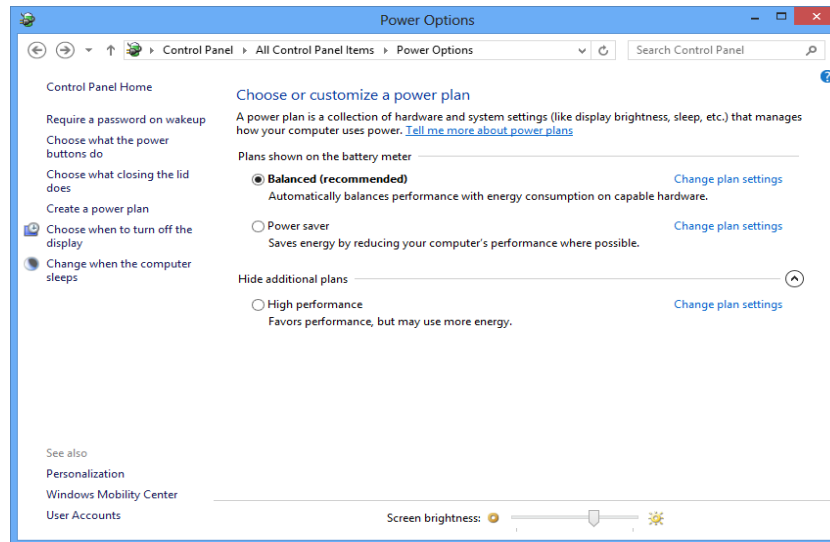 Power Options
Control Panel
All Control Panel Items
Power Options
Search Control Panel
Control Panel Home
Require a password on wakeup
Choose what the power
buttons do
Choose what closing the lid
does
Create a power plan
Choose when to turn off the
display
Change when the computer
sleeps
See also
Personalization
Windows Mobility Center
User Accounts
Choose or customize a power plan
A power plan is a collection of hardware and system settings (like display brightness, sleep, etc.) that manages
how your computer uses power. Tell me more about power plans
Plans shown on the battery meter
Balanced (recommended) Change plan settings
Automatically balances performance with energy consumption on capable hardware.
Power saver Change plan settings
Saves energy by reducing your computer's performance where possible.
Hide additional plans
High performance Change plan settings
Favors performance, but may use more energy.
Screen brightness: